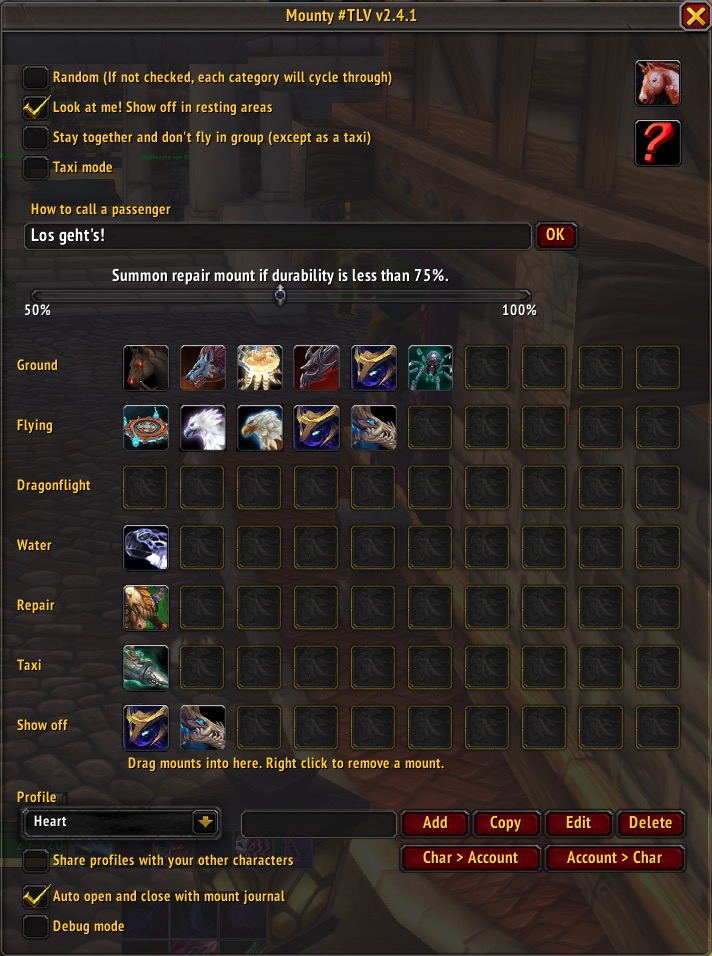 Mounty #TLV v2.4.1
Random (If not checked, each category will cycle through)
Look at me! Show off in resting areas
Stay together and don't fly in group (except as a taxi)
Taxi mode
How to call a passenger
Los geht's!
OK
Summon repair mount if durability is less than 75%.
50%
100%
Ground
Flying
Dragonflight
Water
Repair
Taxi
Show off
Drag mounts into here. Right click to remove a mount.
Profile
Heart
Add
Copy
Edit
Delete
Share profiles with your other characters
Char > Account
Account > Char
Auto open and close with mount journal
Debug mode